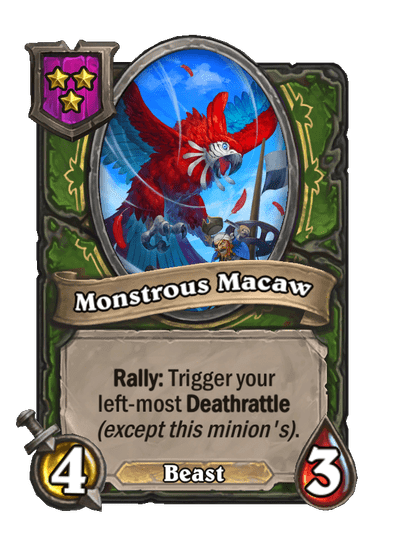 Monstrous Macaw
Rally: Trigger your
left-most Deathrattle
(except this minion's).
4
Beast
3